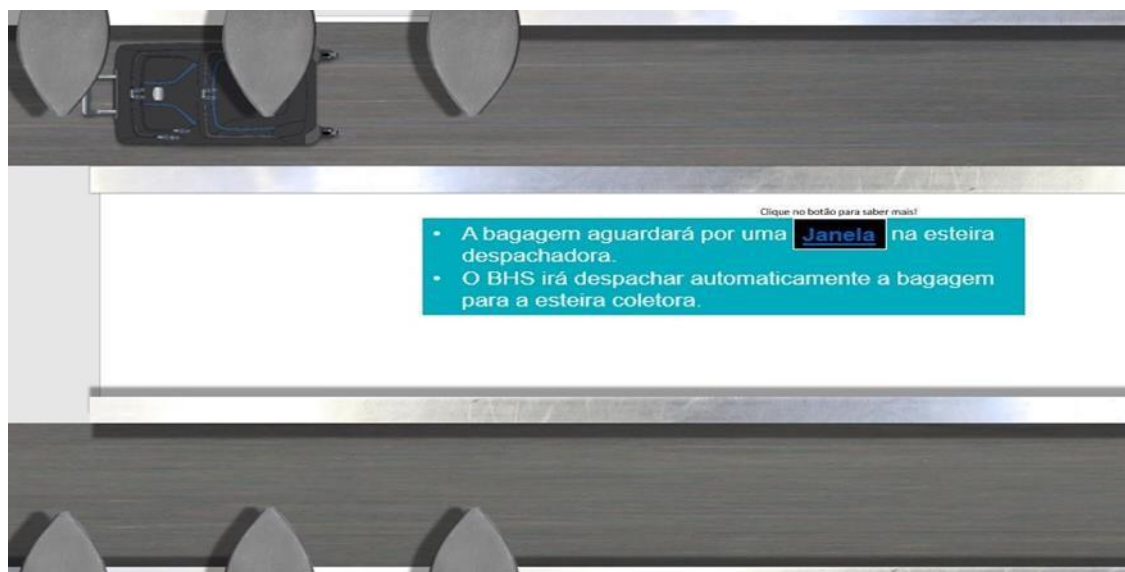 Clique no botão para saber mais!
• A bagagem aguardará por uma Janela na esteira
despachadora.
• O BHS irá despachar automaticamente a bagagem
para a esteira coletora.